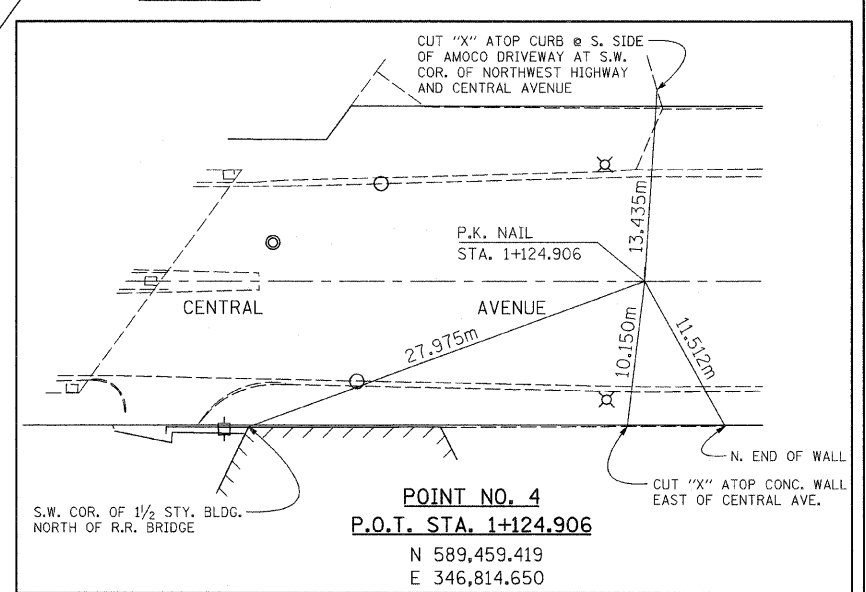 CUT "X" ATOP CURB @ S. SIDE
OF AMOCO DRIVEWAY AT S.W.
COR. OF NORTHWEST HIGHWAY
AND CENTRAL AVENUE
13.435m
P.K. NAIL
STA. 1+124.906
CENTRAL AVENUE
27.975m
10.150m
11.512m
N. END OF WALL
CUT "X" ATOP CONC. WALL
EAST OF CENTRAL AVE.
S.W. COR. OF 1½ STY. BLDG.
NORTH OF R.R. BRIDGE
POINT NO. 4
P.O.T. STA. 1+124.906
N 589,459.419
E 346,814.650